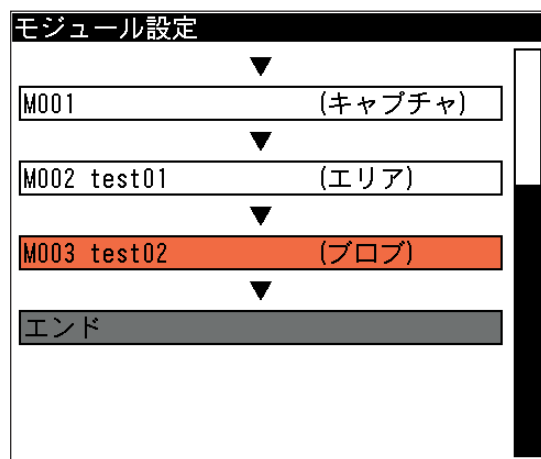 モジュール設定
▼
M001 (キャプチャ)
▼
M002 test01 (エリア)
▼
M003 test02 (ブロブ)
▼
エンド